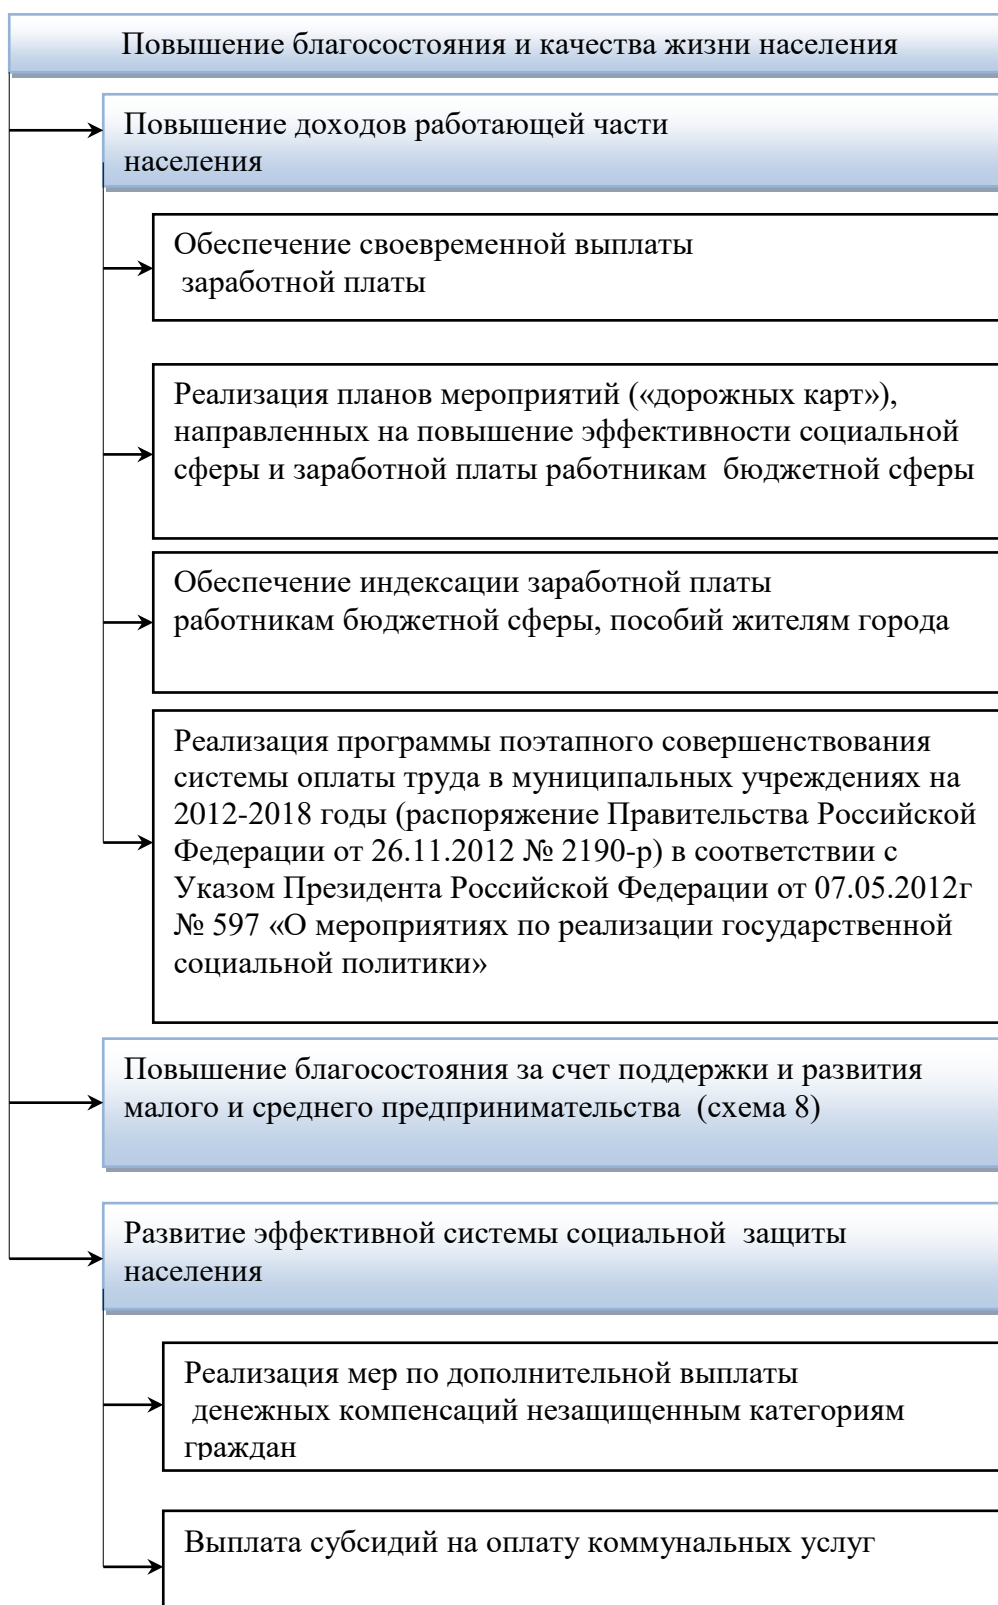 Повышение благосостояния и качества жизни населения
Повышение доходов работающей части
населения
Обеспечение своевременной выплаты
заработной платы
Реализация планов мероприятий («дорожных карт»),
направленных на повышение эффективности социальной
сферы и заработной платы работникам бюджетной сферы
Обеспечение индексации заработной платы
работникам бюджетной сферы, пособий жителям города
Реализация программы поэтапного совершенствования
системы оплаты труда в муниципальных учреждениях на
2012-2018 годы (распоряжение Правительства Российской
Федерации от 26.11.2012 № 2190-р) в соответствии с
Указом Президента Российской Федерации от 07.05.2012г
№ 597 «О мероприятиях по реализации государственной
социальной политики»
Повышение благосостояния за счет поддержки и развития
малого и среднего предпринимательства (схема 8)
Развитие эффективной системы социальной защиты
населения
Реализация мер по дополнительной выплаты
денежных компенсаций незащищенным категориям
граждан
Выплата субсидий на оплату коммунальных услуг